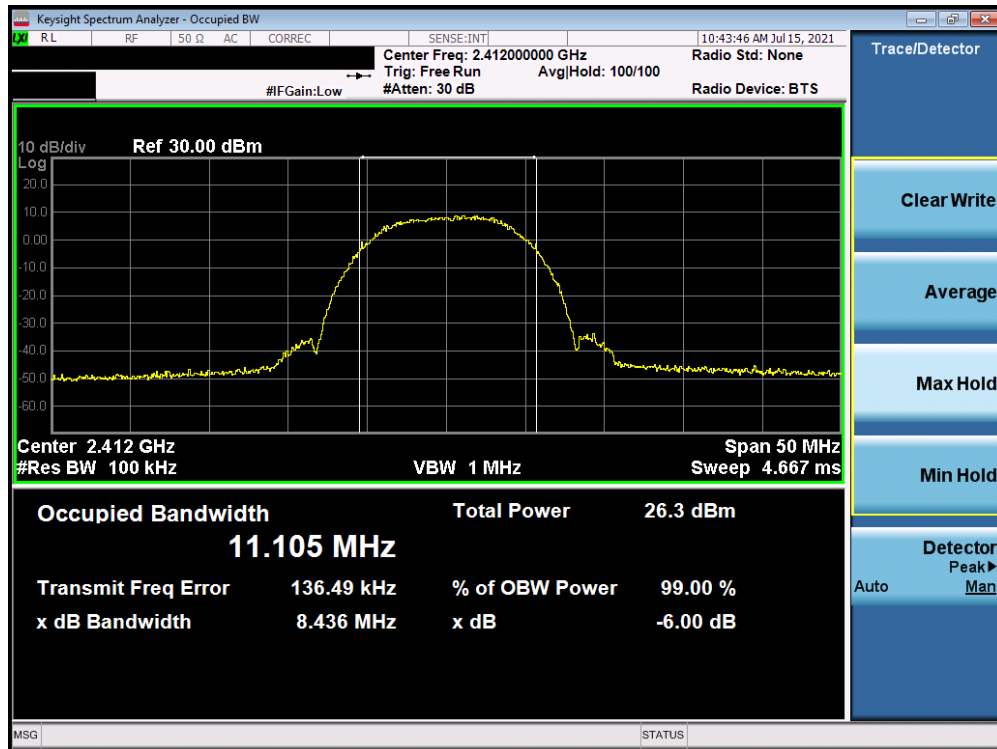 Keysight Spectrum Analyzer - Occupied BW
LXI RL RF 50 Ω AC CORREC SENSE:INT 10:43:46 AM Jul 15, 2021
Center Freq: 2.412000000 GHz Radio Std: None
Trig: Free Run Avg|Hold: 100/100
#IFGain:Low #Atten: 30 dB Radio Device: BTS
10 dB/div Ref 30.00 dBm
Log
20.0
10.0
0.00
-10.0
-20.0
-30.0
-40.0
-50.0
-60.0
Center 2.412 GHz Span 50 MHz
#Res BW 100 kHz VBW 1 MHz Sweep 4.667 ms
Occupied Bandwidth Total Power 26.3 dBm
11.105 MHz
Transmit Freq Error 136.49 kHz % of OBW Power 99.00 %
x dB Bandwidth 8.436 MHz x dB -6.00 dB
Trace/Detector
Clear Write
Average
Max Hold
Min Hold
Detector
Peak▶
Auto Man
MSG STATUS